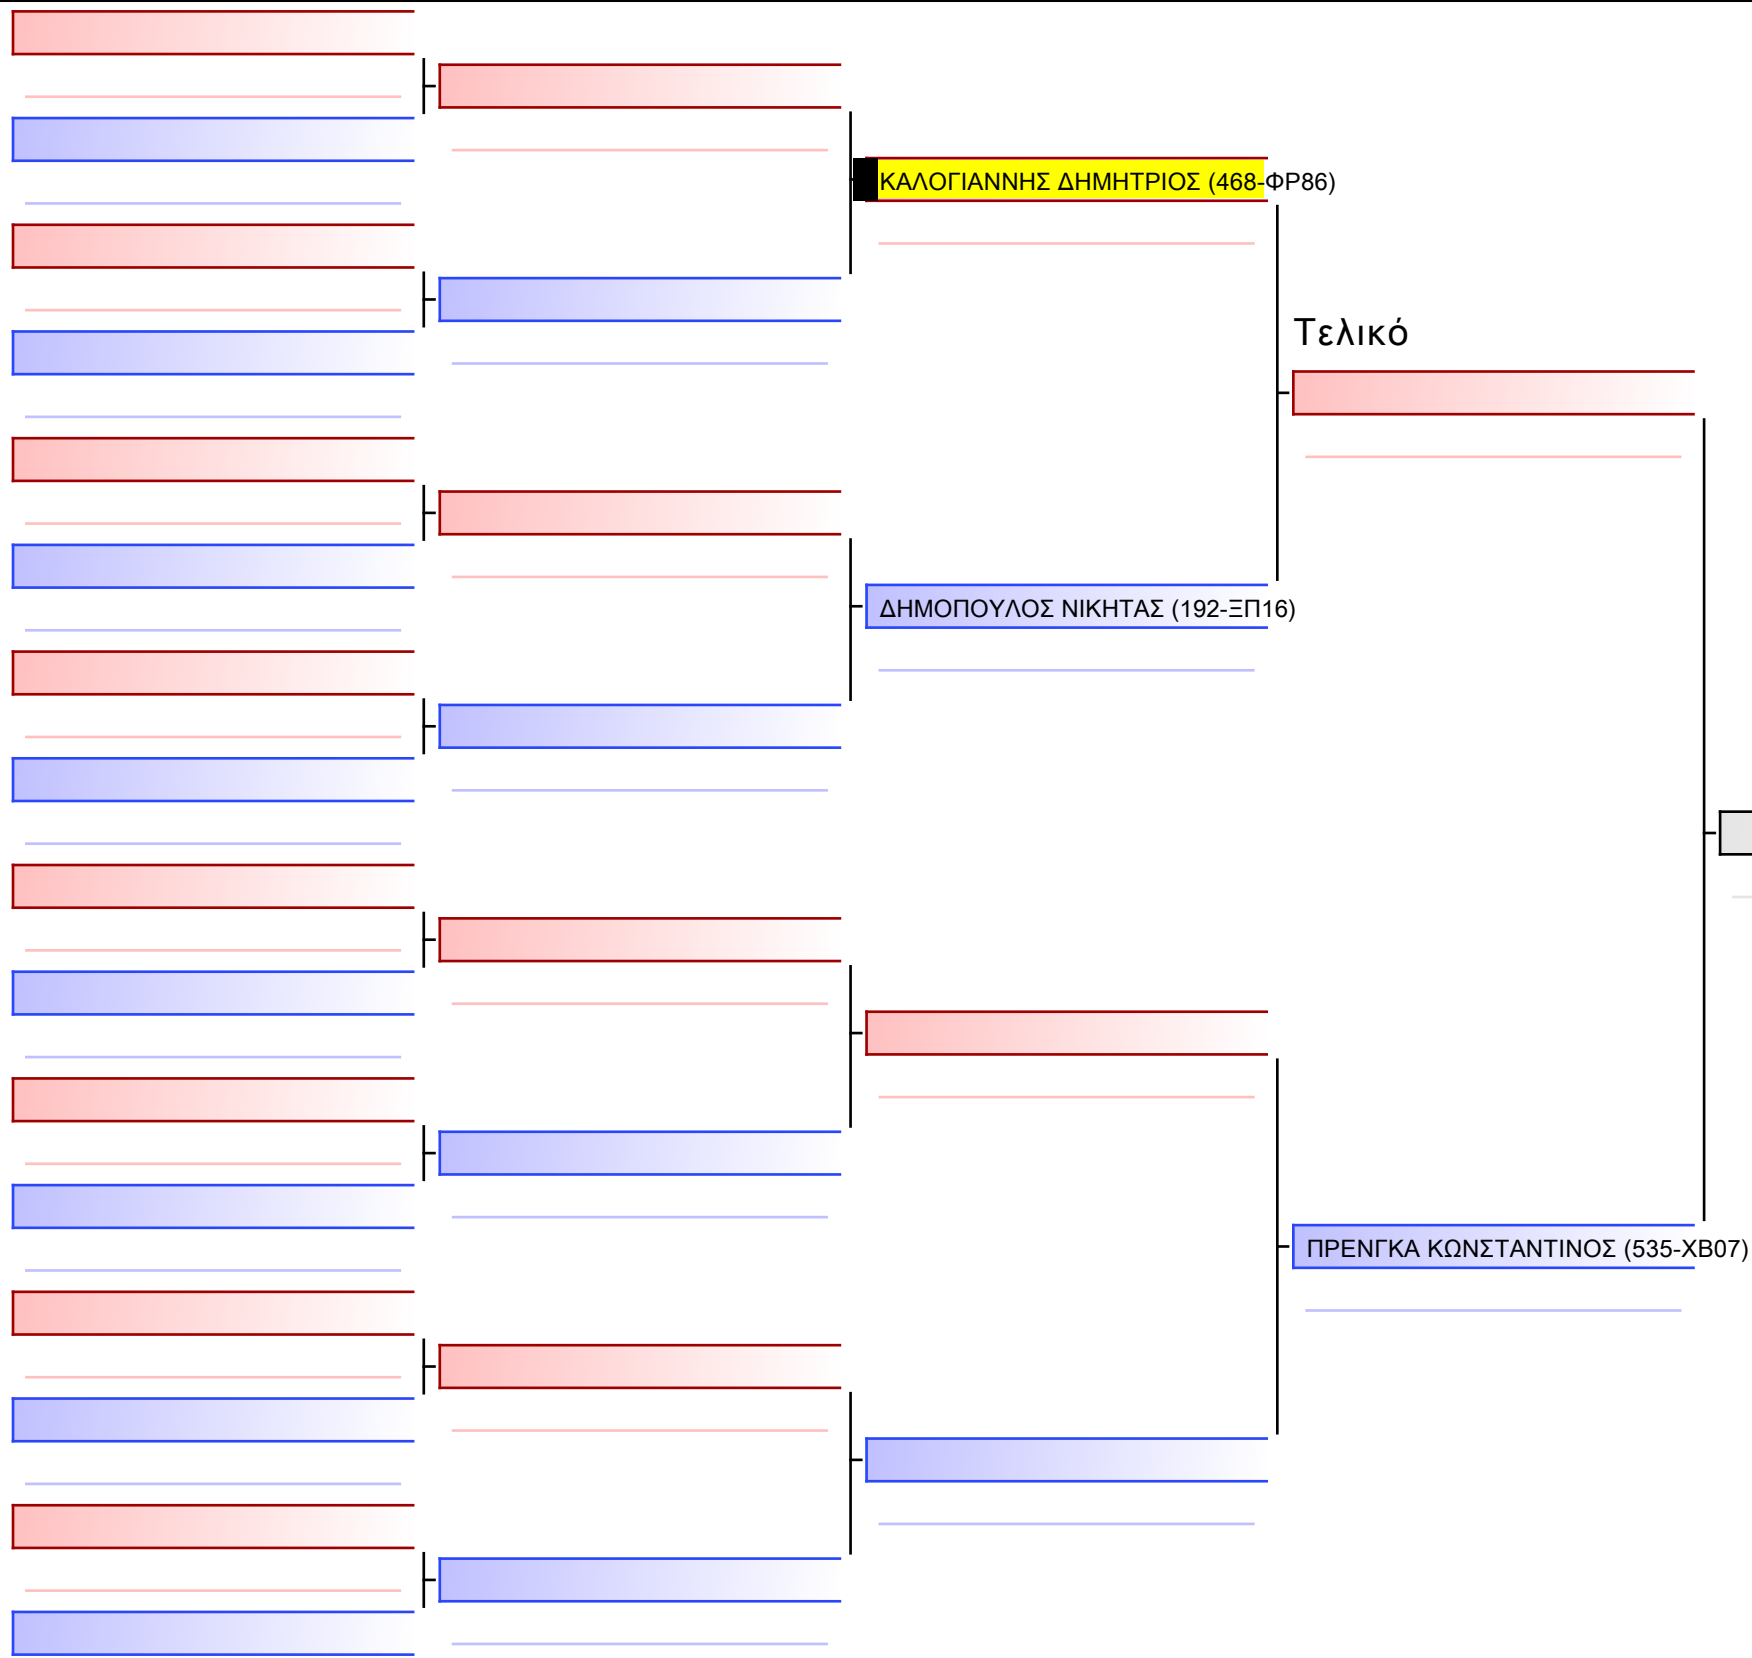 ΚΑΛΟΓΙΑΝΝΗΣ ΔΗΜΗΤΡΙΟΣ (468-ΦΡ86)
Τελικό
ΔΗΜΟΠΟΥΛΟΣ ΝΙΚΗΤΑΣ (192-ΞΠ16)
ΠΡΕΝΓΚΑ ΚΩΝΣΤΑΝΤΙΝΟΣ (535-ΧΒ07)